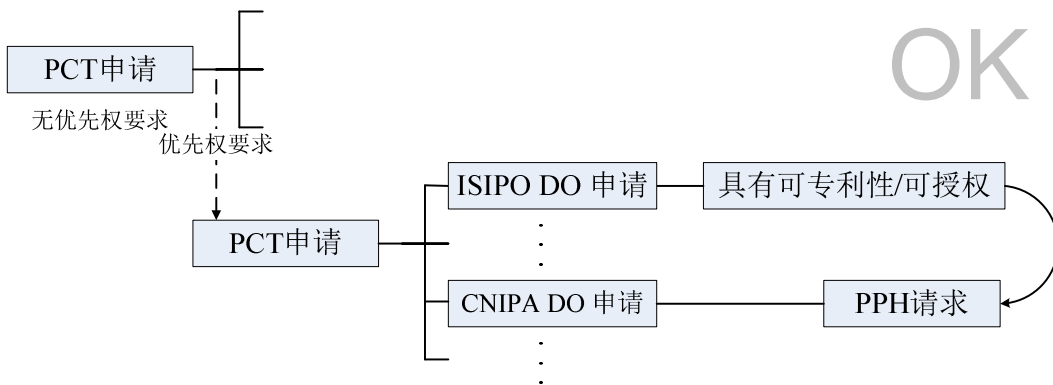 OK
PCT申请
无优先权要求
优先权要求
ISIPO DO 申请
具有可专利性/可授权
PCT申请
CNIPA DO 申请
PPH请求